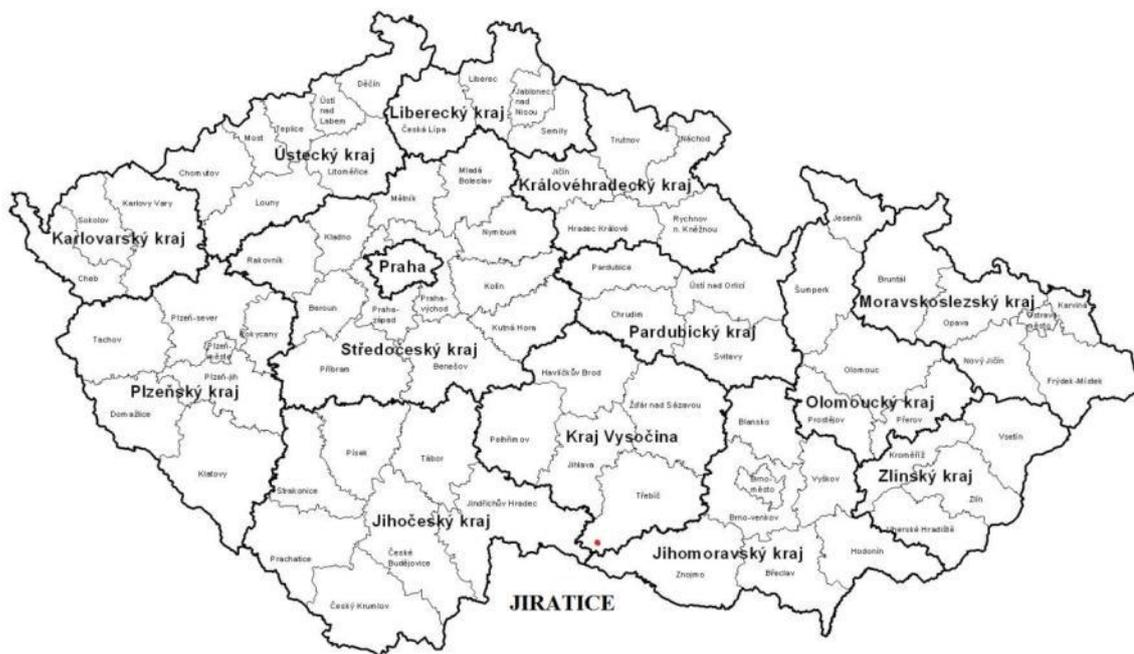 Děčín
Liberec
Ústí
nad
Labem
Jablonec
nad
Nisou
Liberecký kraj
Teplice
Česká Lípa
Semily
Most
Trutnov
Náchod
Ústecký kraj
Litoměřice
Chomutov
Mladá
Boleslav
Jičín
Královéhradecký kraj
Karlovy Vary
Louny
Mělník
Sokolov
Jeseník
Karlovarský kraj
Kladno
Nymburk
Hradec Králové
Rychnov
n. Kněžnou
Rakovník
Praha
Pardubice
Cheb
Kolín
Ústí nad Orlicí
Šumperk
Bruntál
Beroun
Praha-
západ
Praha-
východ
Chrudim
Moravskoslezský kraj
Karviná
Ostrava-
město
Plzeň-sever
Rokycany
Kutná Hora
Pardubický kraj
Opava
Tachov
Plzeň-
město
Středočeský kraj
Svitavy
Příbram
Benešov
Nový Jičín
Plzeň-jih
Havlíčkův Brod
Olomouc
Frýdek-Místek
Plzeňský kraj
Olomoucký kraj
Domažlice
Žďár nad Sázavou
Prostějov
Přerov
Blansko
Vsetín
Pelhřimov
Kraj Vysočina
Písek
Tábor
Kroměříž
Klatovy
Jihlava
Zlínský kraj
Strakonice
Třebíč
Brno-
město
Vyškov
Zlín
Jindřichův Hradec
Jihočeský kraj
Brno-venkov
Uherské Hradiště
Prachatice
České
Budějovice
Jihomoravský kraj
Hodonín
Znojmo
Břeclav
Český Krumlov
JIRATICE